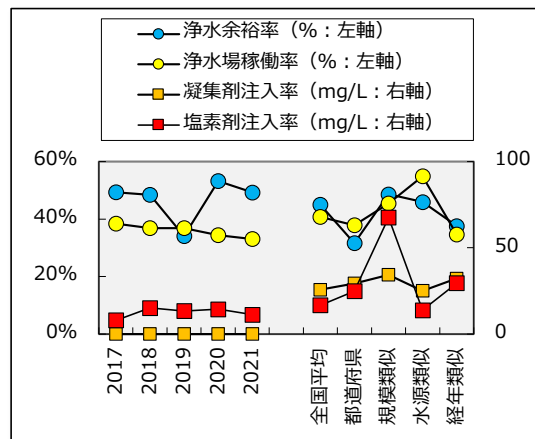 浄水余裕率（%：左軸）
浄水場稼働率（%：左軸）
凝集剤注入率（mg/L：右軸）
塩素剤注入率（mg/L：右軸）
60%
40%
20%
0%
100
50
0
2017
2018
2019
2020
2021
全国平均
都道府県
規模類似
水源類似
経年類似